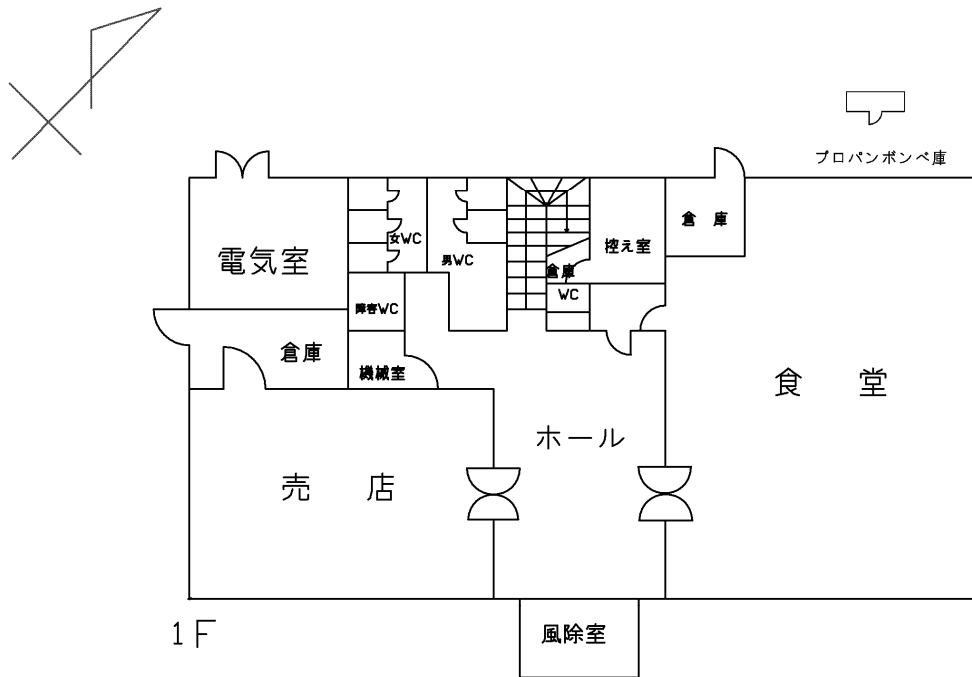 プロパンボンベ庫
倉 庫
女WC
男WC
控え室
電気室
倉庫
WC
障害WC
倉庫
機械室
食 堂
ホール
売 店
1F
風除室